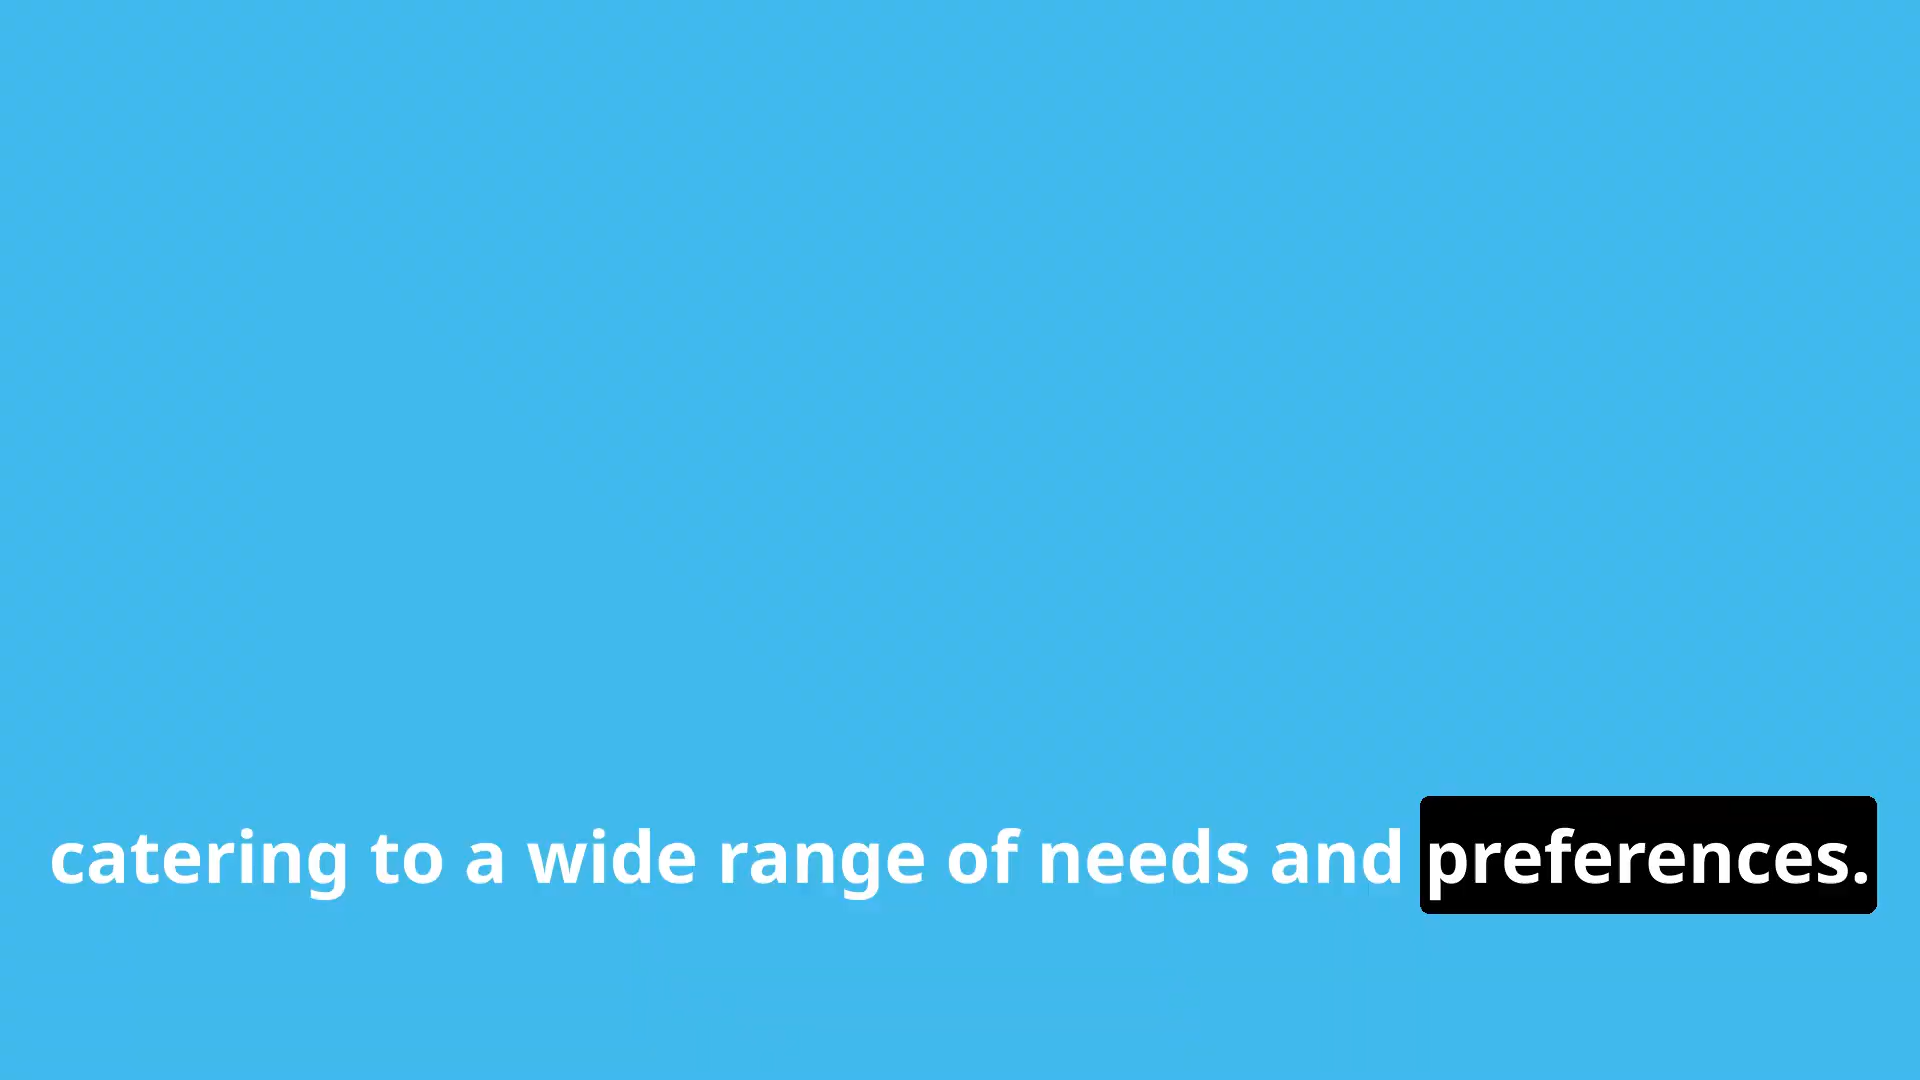 catering to a wide range of needs and preferences.